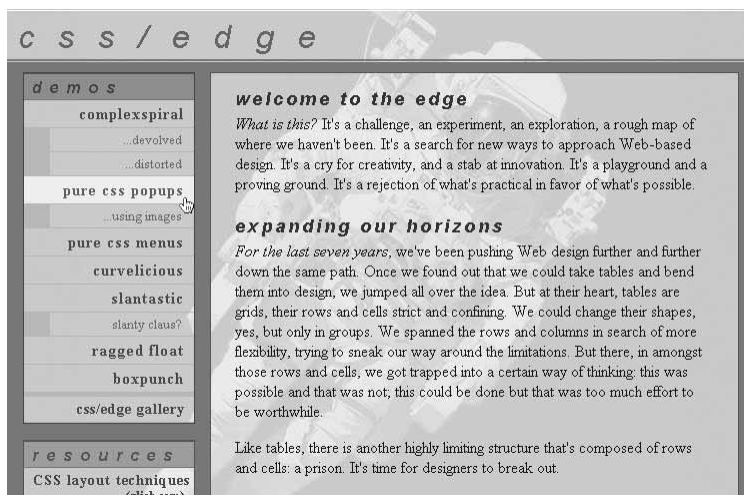 css/edge
demos
complexspiral
...devolved
...distorted
pure css popups
...using images
pure css menus
curvelicious
slantastic
slanty claus?
ragged float
boxpunch
css/edge gallery
resources
CSS layout techniques
welcome to the edge
What is this? It's a challenge, an experiment, an exploration, a rough map of
where we haven't been. It's a search for new ways to approach Web-based
design. It's a cry for creativity, and a stab at innovation. It's a playground and a
proving ground. It's a rejection of what's practical in favor of what's possible.
expanding our horizons
For the last seven years, we've been pushing Web design further and further
down the same path. Once we found out that we could take tables and bend
them into design, we jumped all over the idea. But at their heart, tables are
grids, their rows and cells strict and confining. We could change their shapes,
yes, but only in groups. We spanned the rows and columns in search of more
flexibility, trying to sneak our way around the limitations. But there, in amongst
those rows and cells, we got trapped into a certain way of thinking: this was
possible and that was not; this could be done but that was too much effort to
be worthwhile.
Like tables, there is another highly limiting structure that's composed of rows
and cells: a prison. It's time for designers to break out.